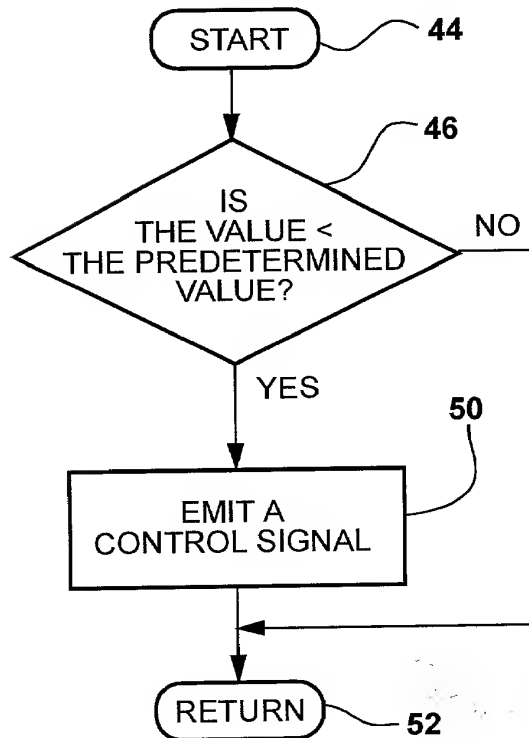 START
44
46
IS
THE VALUE <
THE PREDETERMINED
VALUE?
NO
YES
50
EMIT A
CONTROL SIGNAL
RETURN
52